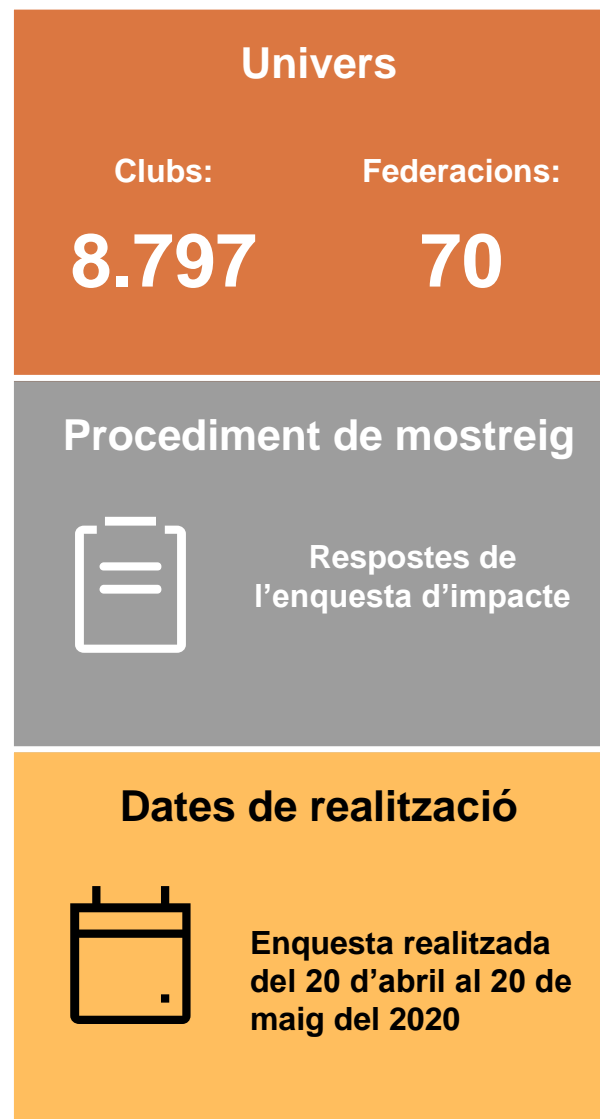 Univers
Clubs:
Federacions:
8.797
70
Procediment de mostreig
Respostes de
l’enquesta d’impacte
Dates de realització
Enquesta realitzada
del 20 d’abril al 20 de
maig del 2020